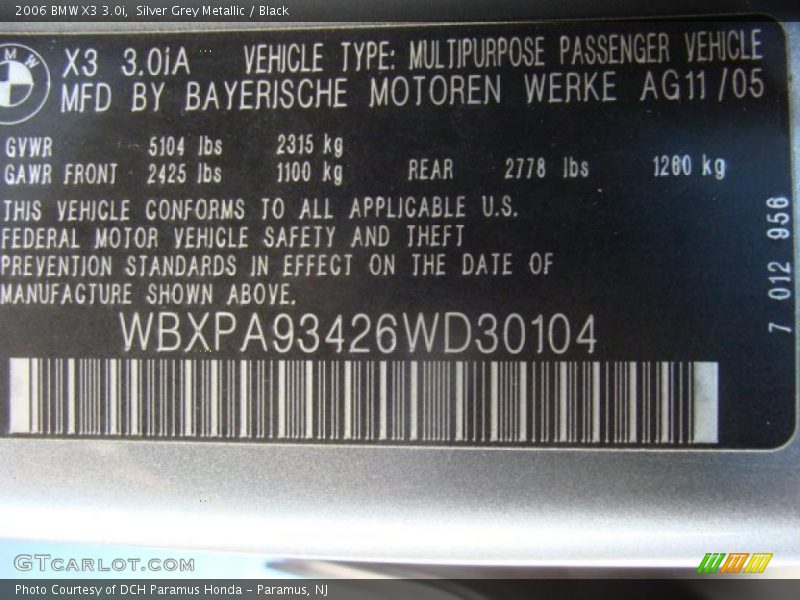 2006 BMW X3 3.0i, Silver Grey Metallic / Black
BMW
X3 3.0iA VEHICLE TYPE: MULTIPURPOSE PASSENGER VEHICLE
MFD BY BAYERISCHE MOTOREN WERKE AG 11/05
GVWR 5104 lbs 2315 kg
GAWR FRONT 2425 lbs 1100 kg REAR 2778 lbs 1260 kg
THIS VEHICLE CONFORMS TO ALL APPLICABLE U.S.
FEDERAL MOTOR VEHICLE SAFETY AND THEFT
PREVENTION STANDARDS IN EFFECT ON THE DATE OF
MANUFACTURE SHOWN ABOVE.
WBXPA93426WD30104
7 012 956
GTCARLOT.COM
Photo Courtesy of DCH Paramus Honda - Paramus, NJ